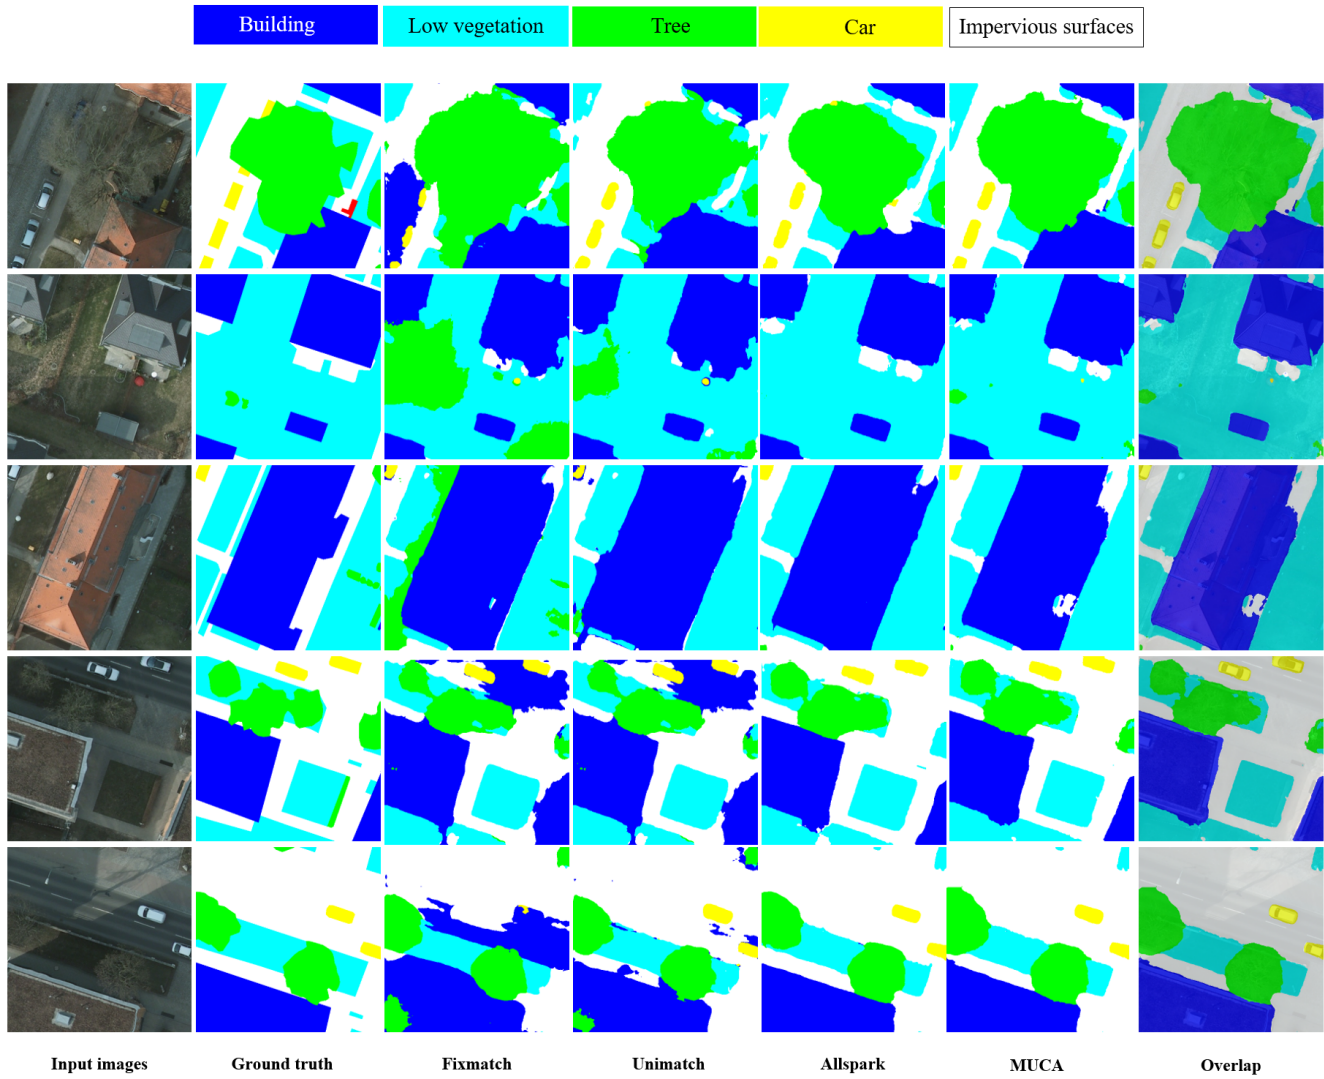 Building Low vegetation Tree Car Impervious surfaces
Input images Ground truth Fixmatch Unimatch Allspark MUCA Overlap